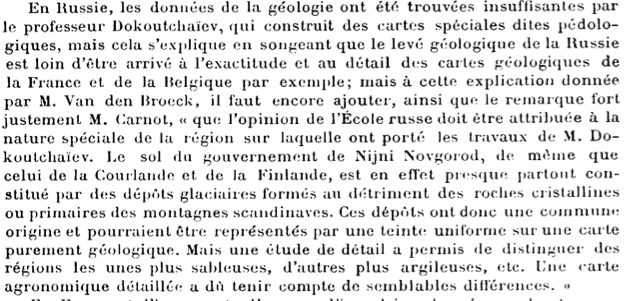 En Russie, les données de la géologie ont été trouvées insuffisantes par
le professeur Dokoutchaïev, qui construit des cartes spéciales dites pédolo-
giques, mais cela s'explique en songeant que le levé géologique de la Russie
est loin d'être arrivé à l'exactitude et au détail des cartes géologiques de
la France et de la Belgique par exemple; mais à cette explication donnée
par M. Van den Broeck, il faut encore ajouter, ainsi que le remarque fort
justement M. Carnot, « que l'opinion de l'École russe doit être attribuée à la
nature spéciale de la région sur laquelle ont porté les travaux de M. Do-
koutchaïev. Le sol du gouvernement de Nijni Novgorod, de même que
celui de la Courlande et de la Finlande, est en effet presque partout con-
stitué par des dépôts glaciaires formés au détriment des roches cristallines
ou primaires des montagnes scandinaves. Ces dépôts ont donc une commune
origine et pourraient être représentés par une teinte uniforme sur une carte
purement géologique. Mais une étude de détail a permis de distinguer des
régions les unes plus sableuses, d'autres plus argileuses, etc. Une carte
agronomique détaillée a dû tenir compte de semblables différences. »